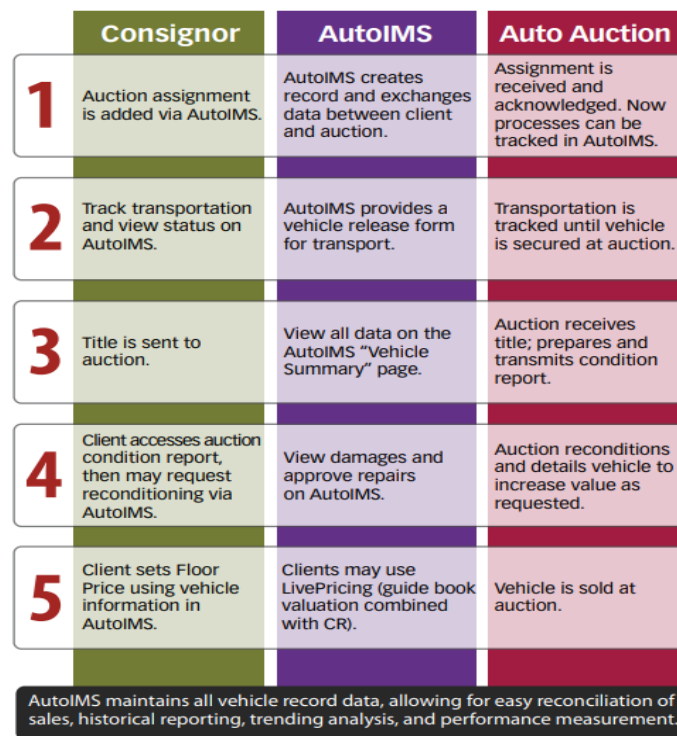 Consignor
AutoIMS
Auto Auction
1
Auction assignment
is added via AutoIMS.
AutoIMS creates
record and exchanges
data between client
and auction.
Assignment is
received and
acknowledged. Now
processes can be
tracked in AutoIMS.
2
Track transportation
and view status on
AutoIMS.
AutoIMS provides a
vehicle release form
for transport.
Transportation is
tracked until vehicle
is secured at auction.
3
Title is sent to
auction.
View all data on the
AutoIMS “Vehicle
Summary” page.
Auction receives
title; prepares and
transmits condition
report.
4
Client accesses auction
condition report,
then may request
reconditioning via
AutoIMS.
View damages and
approve repairs
on AutoIMS.
Auction reconditions
and details vehicle to
increase value as
requested.
5
Client sets Floor
Price using vehicle
information in
AutoIMS.
Clients may use
LivePricing (guide book
valuation combined
with CR).
Vehicle is sold at
auction.
AutoIMS maintains all vehicle record data, allowing for easy reconciliation of
sales, historical reporting, trending analysis, and performance measurement.